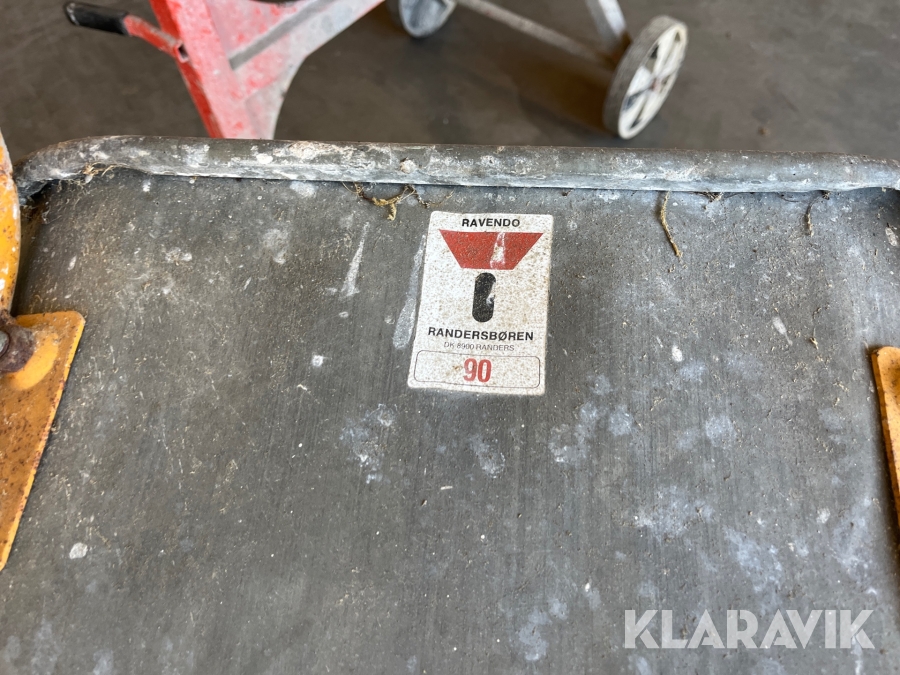 RAVENDO
RANDERSBØREN
DK-8900 RANDERS
90
KLARAVIK